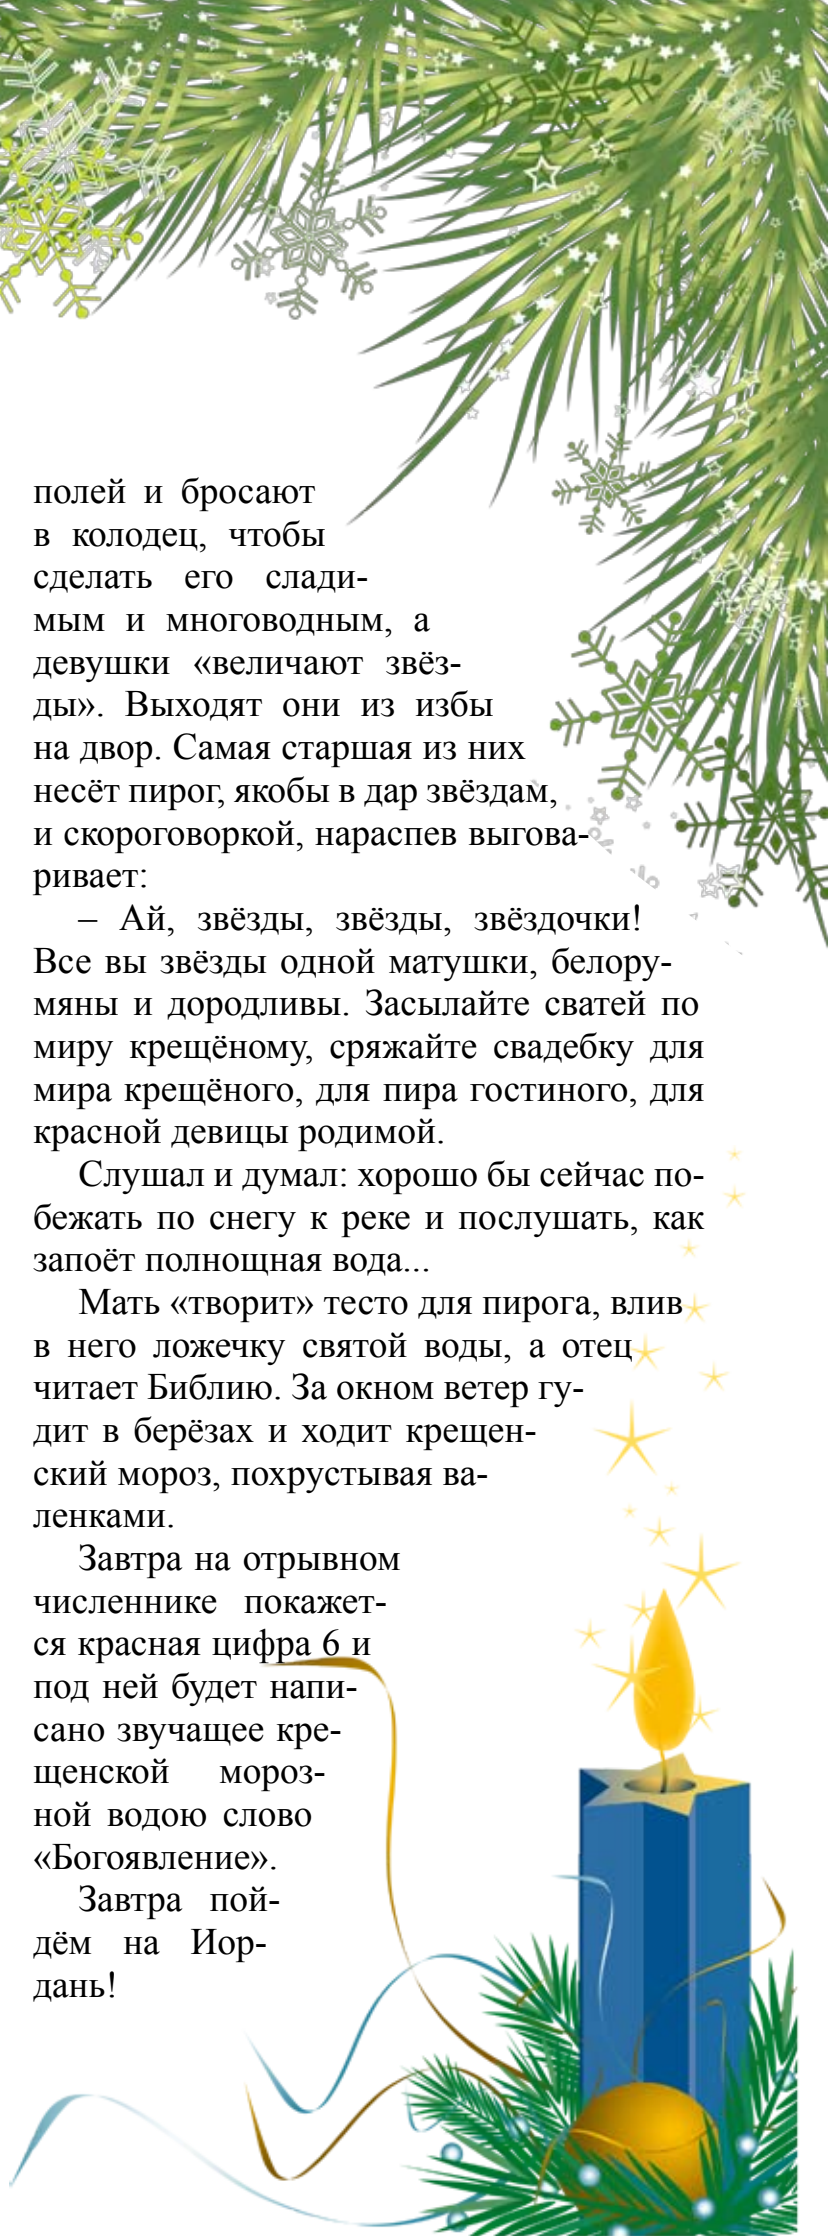 полей и бросают
в колодец, чтобы
сделать его слади-
мым и многоводным, а
девушки «величают звёз-
ды». Выходят они из избы
на двор. Самая старшая из них
несёт пирог, якобы в дар звёздам,
и скороговоркой, нараспев выгова-
ривает:
– Ай, звёзды, звёзды, звёздочки!
Все вы звёзды одной матушки, белору-
мяны и дородливы. Засылайте сватей по
миру крещёному, сряжайте свадебку для
мира крещёного, для пира гостиного, для
красной девицы родимой.
Слушал и думал: хорошо бы сейчас по-
бежать по снегу к реке и послушать, как
запоёт полнощная вода...
Мать «творит» тесто для пирога, влив
в него ложечку святой воды, а отец
читает Библию. За окном ветер гу-
дит в берёзах и ходит крещен-
ский мороз, похрустывая ва-
ленками.
Завтра на отрывном
численнике покажет-
ся красная цифра 6 и
под ней будет напи-
сано звучащее кре-
щенской мороз-
ной водою слово
«Богоявление».
Завтра пой-
дём на Иор-
дань!